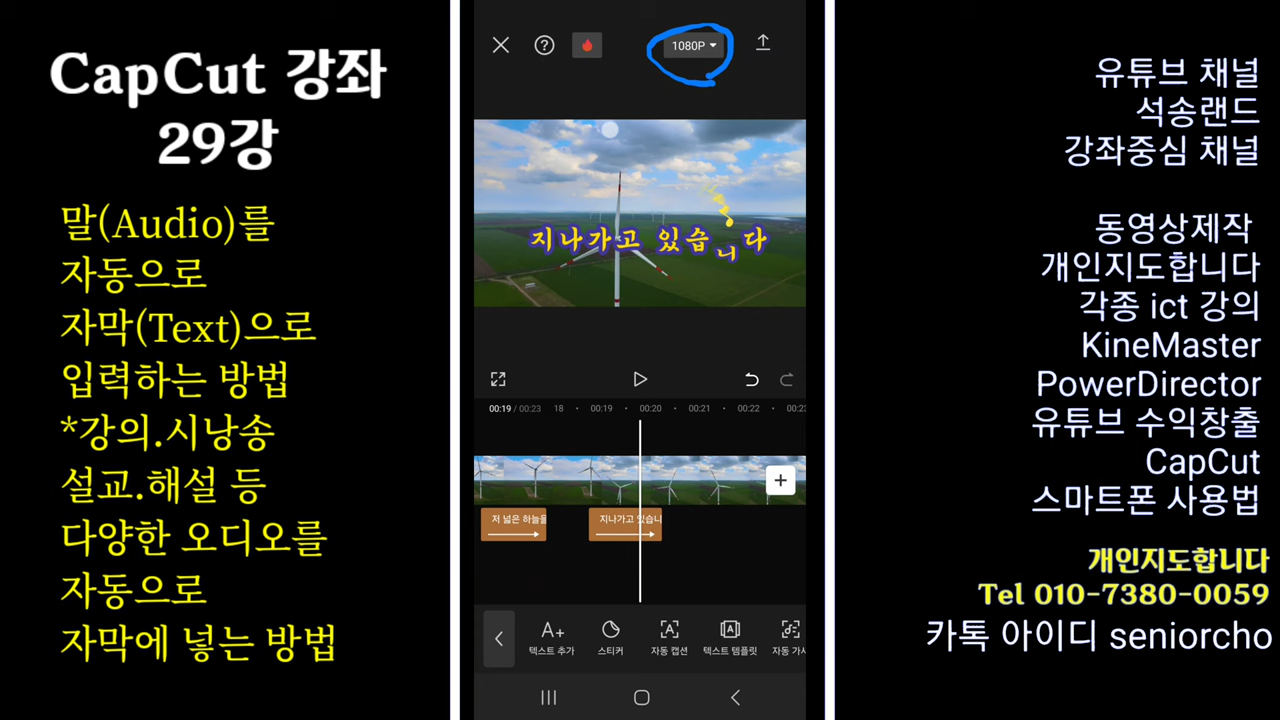 CapCut 강좌
29강
말(Audio)를
자동으로
자막(Text)으로
입력하는 방법
*강의.시낭송
설교.해설 등
다양한 오디오를
자동으로
자막에 넣는 방법
1080P
지나가고 있습니다
00:19 / 00:23
18
00:19
00:20
00:21
00:22
00:23
저 넓은 하늘을
지나가고 있습니
A+
텍스트 추가
스티커
자동 캡션
텍스트 템플릿
자동 가사
유튜브 채널
석송랜드
강좌중심 채널
동영상제작
개인지도합니다
각종 ict 강의
KineMaster
PowerDirector
유튜브 수익창출
CapCut
스마트폰 사용법
개인지도합니다
Tel 010-7380-0059
카톡 아이디 seniorcho